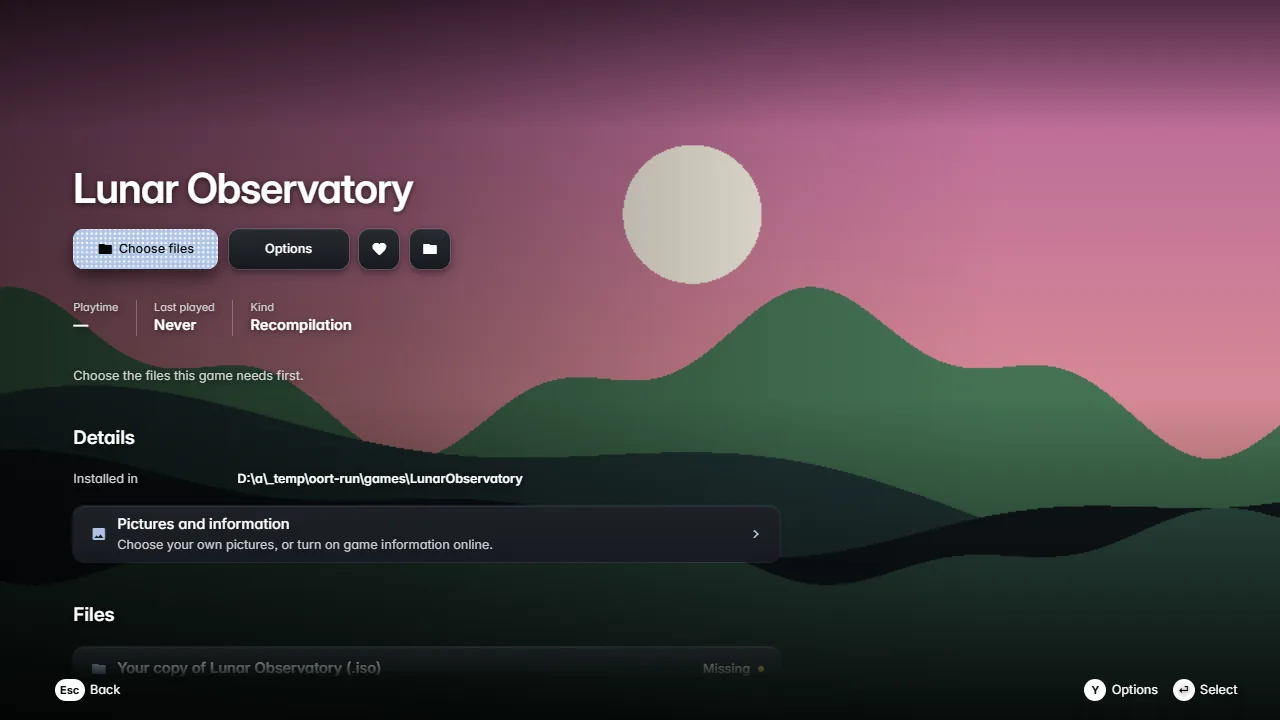 Lunar Observatory
Choose files
Options
Playtime
—
Last played
Never
Kind
Recompilation
Choose the files this game needs first.
Details
Installed in
D:\a\_temp\oort-run\games\LunarObservatory
Pictures and information
Choose your own pictures, or turn on game information online.
Files
Your copy of Lunar Observatory (.iso)
Missing
Esc Back
Y Options
Select